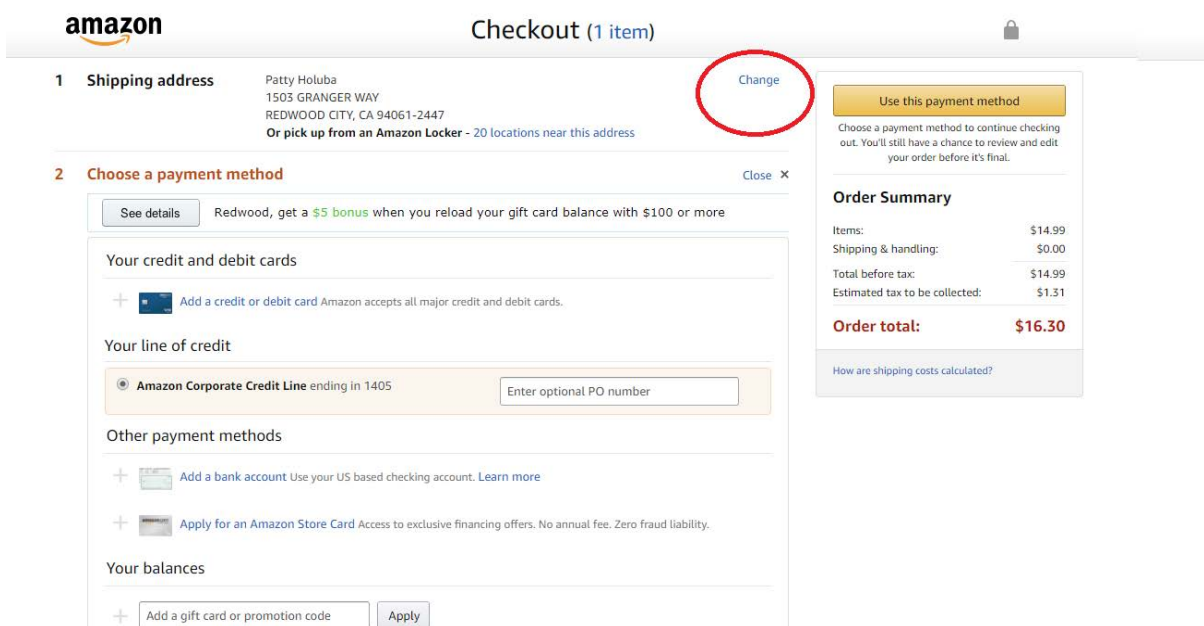 amazon
Checkout (1 item)
1 Shipping address
Patty Holuba
1503 GRANGER WAY
REDWOOD CITY, CA 94061-2447
Or pick up from an Amazon Locker - 20 locations near this address
Change
2 Choose a payment method
Close ×
See details
Redwood, get a $5 bonus when you reload your gift card balance with $100 or more
Your credit and debit cards
Add a credit or debit card Amazon accepts all major credit and debit cards.
Your line of credit
Amazon Corporate Credit Line ending in 1405
Enter optional PO number
Other payment methods
Add a bank account Use your US based checking account. Learn more
Apply for an Amazon Store Card Access to exclusive financing offers. No annual fee. Zero fraud liability.
Your balances
Add a gift card or promotion code
Apply
Use this payment method
Choose a payment method to continue checking
out. You'll still have a chance to review and edit
your order before it's final.
Order Summary
Items: $14.99
Shipping & handling: $0.00
Total before tax: $14.99
Estimated tax to be collected: $1.31
Order total: $16.30
How are shipping costs calculated?